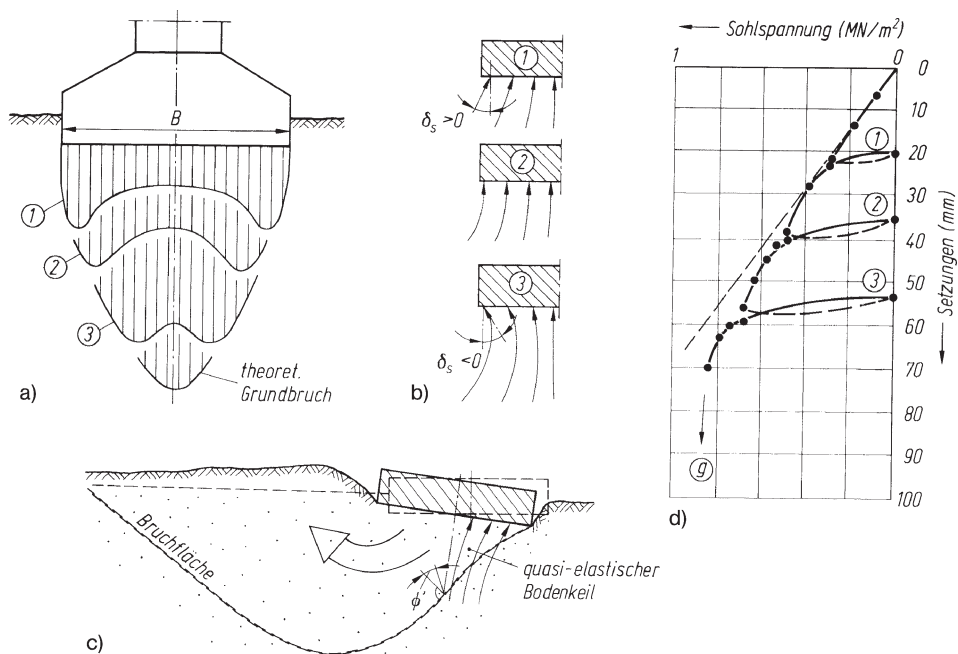 B
1
2
3
theoret.
Grundbruch
a)
1
δs >0
2
3
δs <0
b)
Sohlspannung (MN/m²)
1
0
0
10
20
30
40
50
60
70
80
90
100
1
2
3
g
Setzungen (mm)
d)
Bruchfläche
quasi-elastischer
Bodenkeil
ϕ'
c)